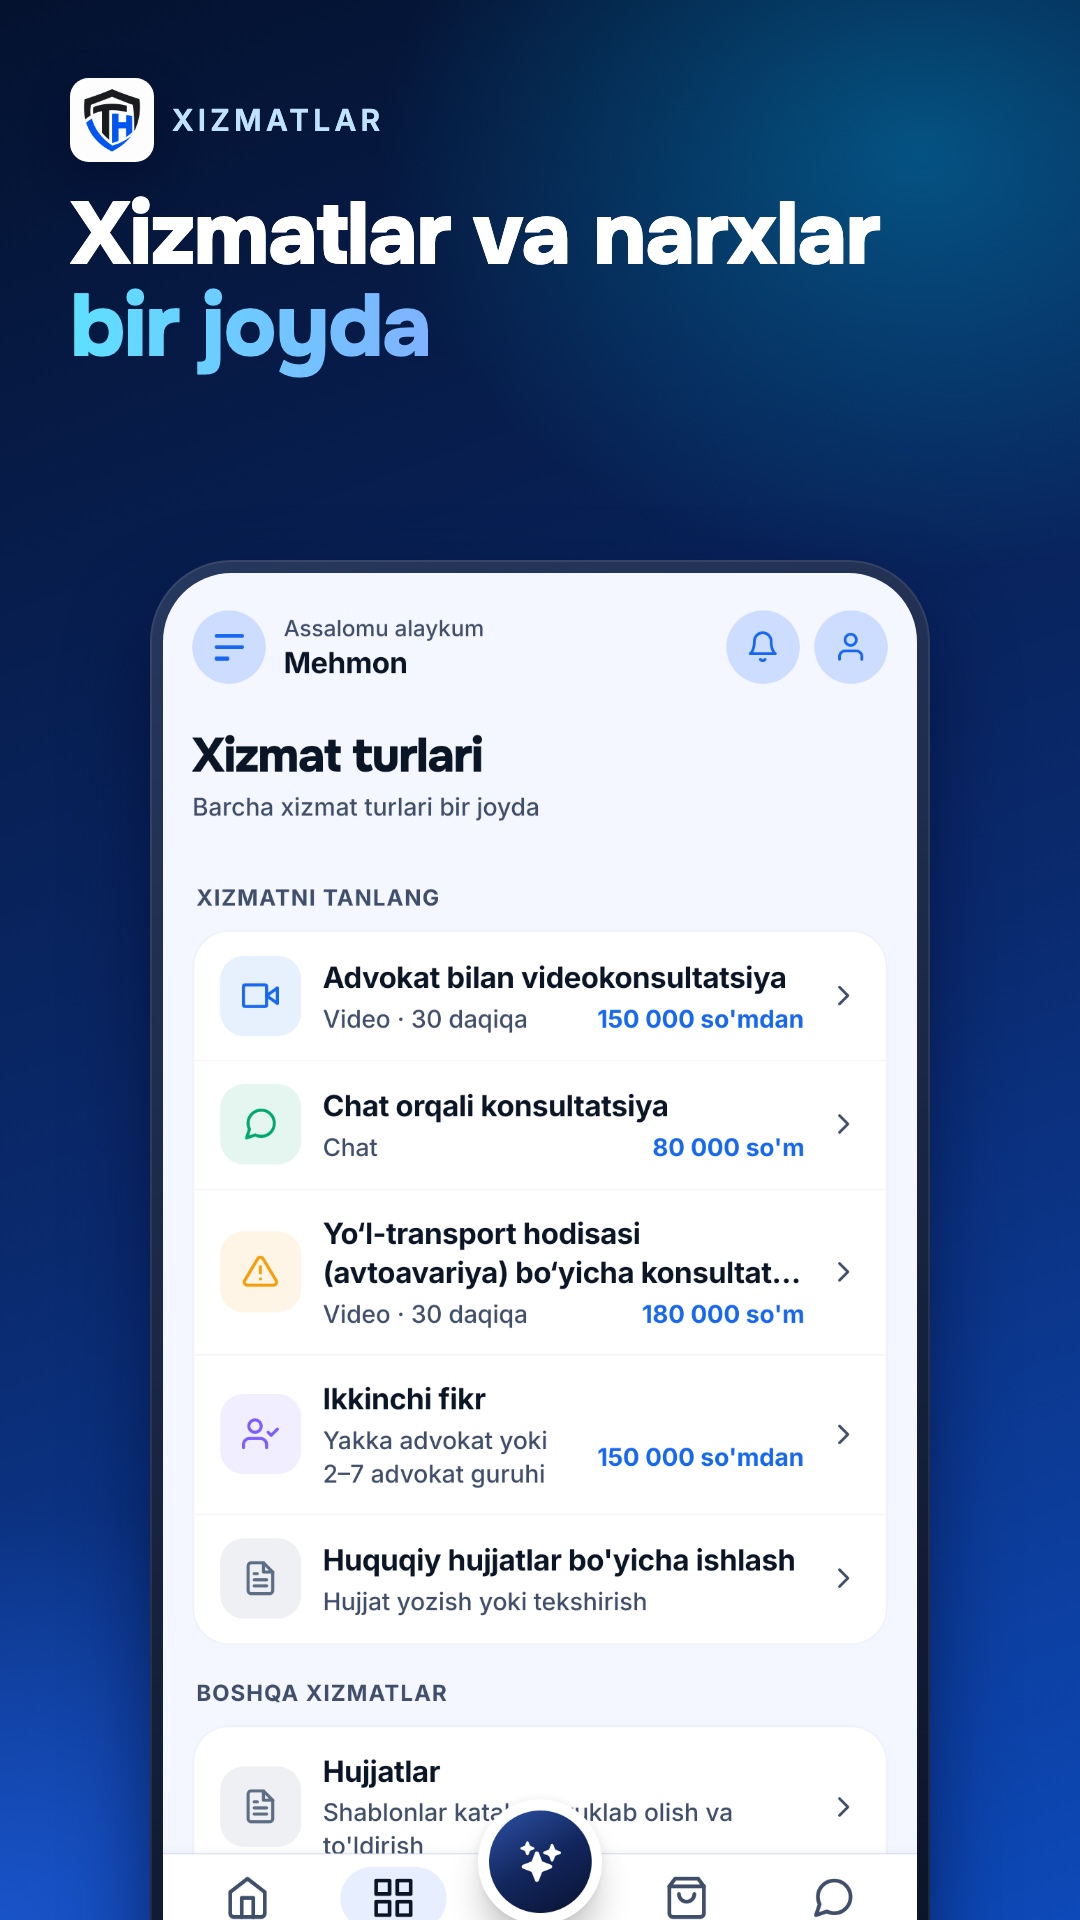 TH
XIZMATLAR
Xizmatlar va narxlar
bir joyda
Assalomu alaykum
Mehmon
Xizmat turlari
Barcha xizmat turlari bir joyda
XIZMATNI TANLANG
Advokat bilan videokonsultatsiya
Video · 30 daqiqa 150 000 so'mdan
Chat orqali konsultatsiya
Chat 80 000 so'm
Yo‘l-transport hodisasi
(avtoavariya) bo‘yicha konsultat...
Video · 30 daqiqa 180 000 so'm
Ikkinchi fikr
Yakka advokat yoki
2–7 advokat guruhi 150 000 so'mdan
Huquqiy hujjatlar bo'yicha ishlash
Hujjat yozish yoki tekshirish
BOSHQA XIZMATLAR
Hujjatlar
Shablonlar olish va
to'ldirish